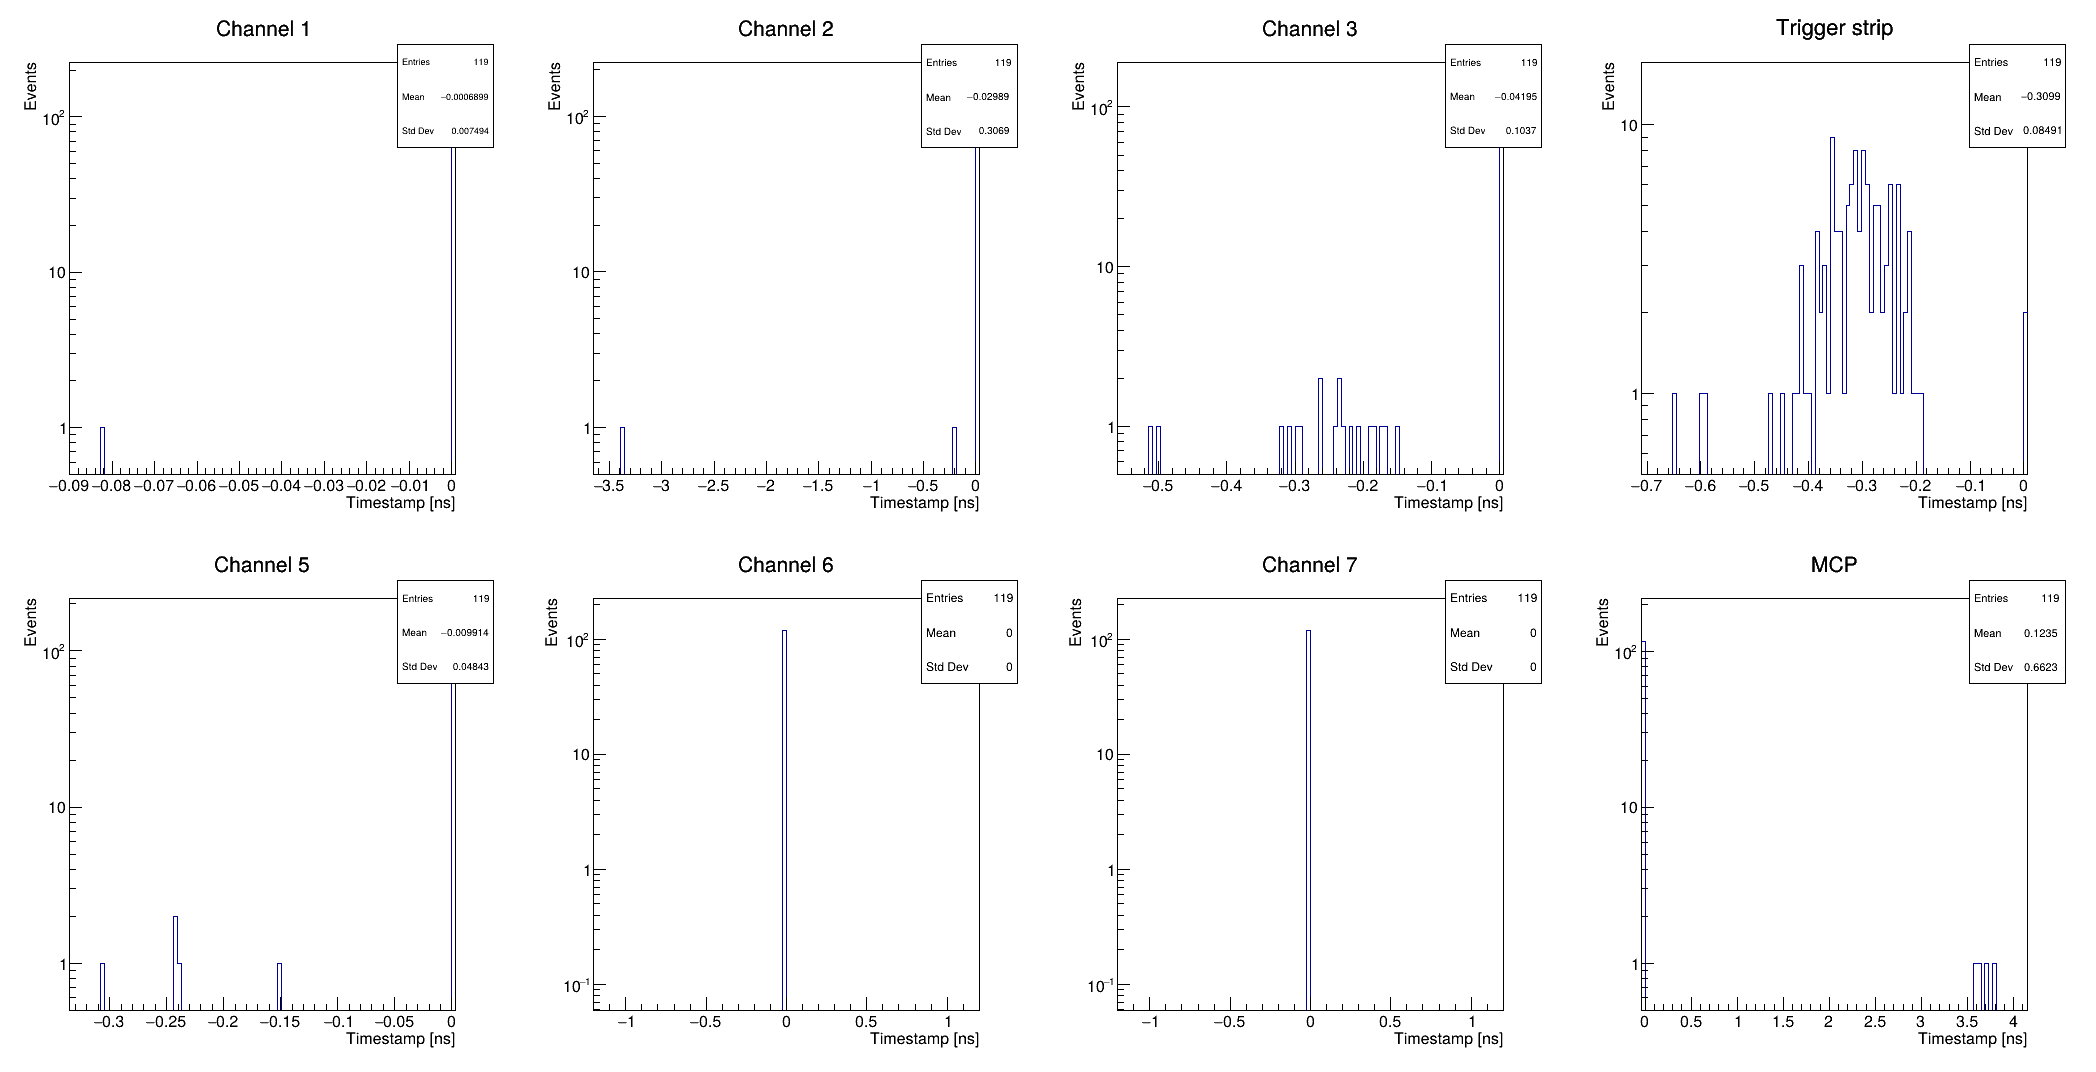 Channel 1
Events
Entries 119
Mean −0.0006899
Std Dev 0.007494
10²
10
1
−0.09 −0.08 −0.07 −0.06 −0.05 −0.04 −0.03 −0.02 −0.01 0
Timestamp [ns]
Channel 2
Events
Entries 119
Mean −0.02989
Std Dev 0.3069
10²
10
1
−3.5 −3 −2.5 −2 −1.5 −1 −0.5 0
Timestamp [ns]
Channel 3
Events
Entries 119
Mean −0.04195
Std Dev 0.1037
10²
10
1
−0.5 −0.4 −0.3 −0.2 −0.1 0
Timestamp [ns]
Trigger strip
Events
Entries 119
Mean −0.3099
Std Dev 0.08491
10
1
−0.7 −0.6 −0.5 −0.4 −0.3 −0.2 −0.1 0
Timestamp [ns]
Channel 5
Events
Entries 119
Mean −0.009914
Std Dev 0.04843
10²
10
1
−0.3 −0.25 −0.2 −0.15 −0.1 −0.05 0
Timestamp [ns]
Channel 6
Events
Entries 119
Mean 0
Std Dev 0
10²
10
1
10⁻¹
−1 −0.5 0 0.5 1
Timestamp [ns]
Channel 7
Events
Entries 119
Mean 0
Std Dev 0
10²
10
1
10⁻¹
−1 −0.5 0 0.5 1
Timestamp [ns]
MCP
Events
Entries 119
Mean 0.1235
Std Dev 0.6623
10²
10
1
0 0.5 1 1.5 2 2.5 3 3.5 4
Timestamp [ns]